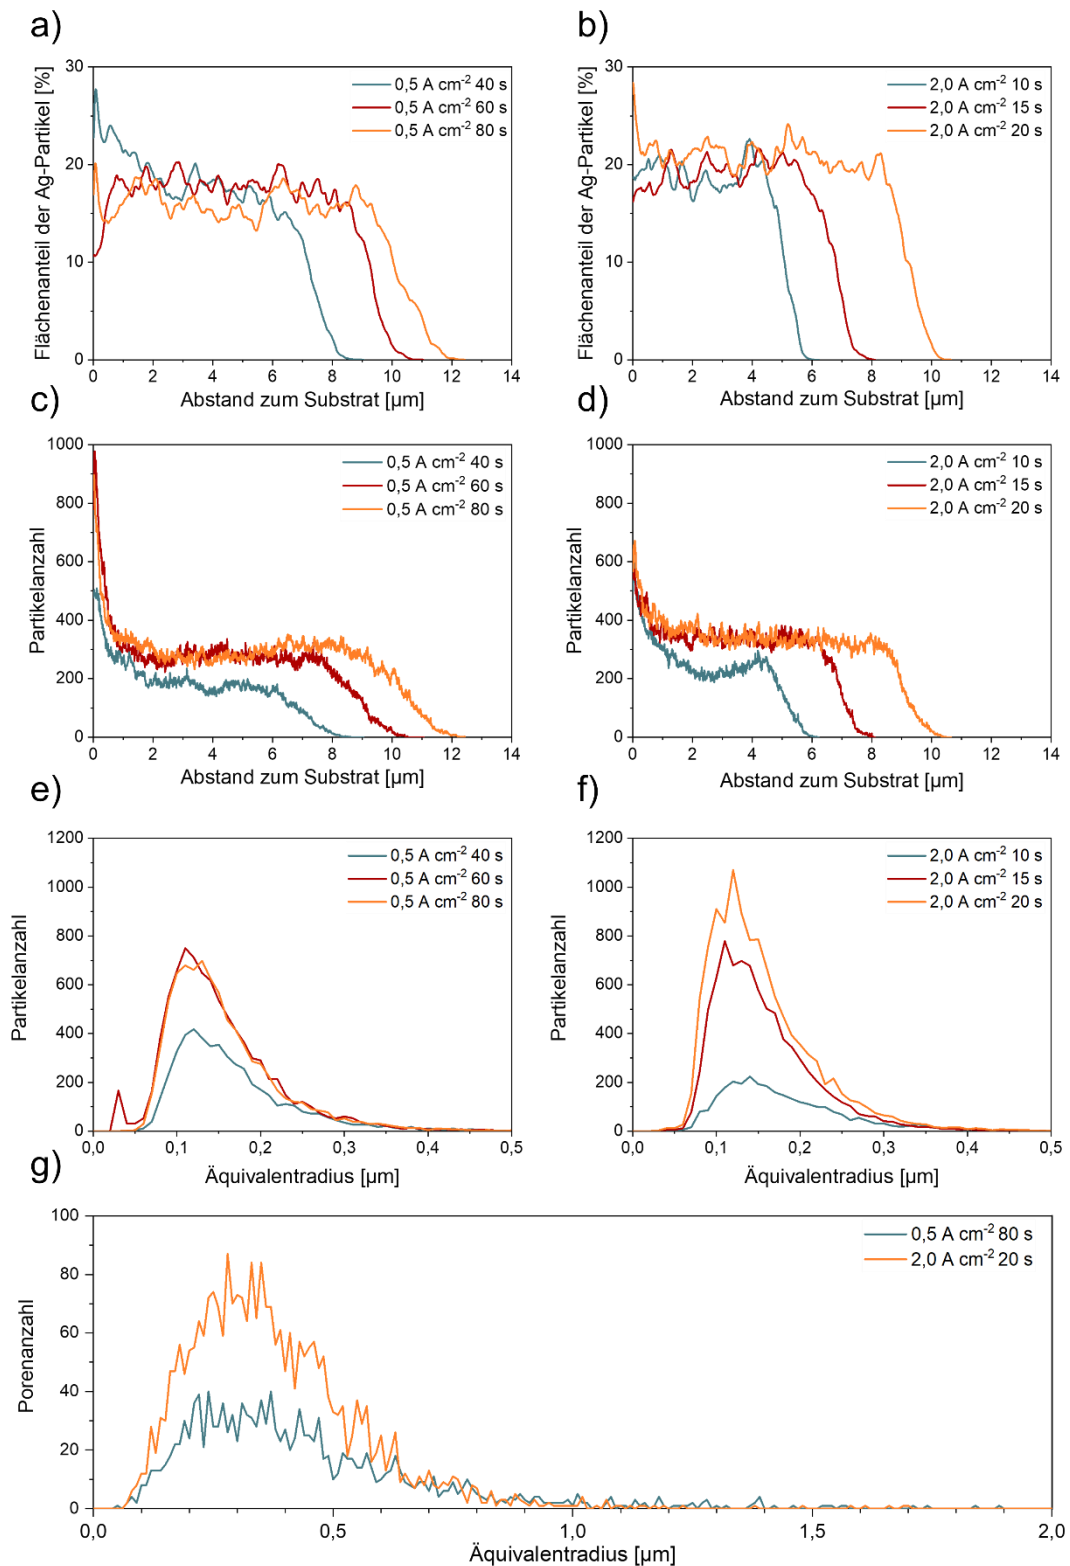 a)
Flächenanteil der Ag-Partikel [%]
30
20
10
0
0,5 A cm⁻² 40 s
0,5 A cm⁻² 60 s
0,5 A cm⁻² 80 s
0 2 4 6 8 10 12 14
Abstand zum Substrat [µm]
b)
Flächenanteil der Ag-Partikel [%]
30
20
10
0
2,0 A cm⁻² 10 s
2,0 A cm⁻² 15 s
2,0 A cm⁻² 20 s
0 2 4 6 8 10 12 14
Abstand zum Substrat [µm]
c)
Partikelanzahl
1000
800
600
400
200
0
0,5 A cm⁻² 40 s
0,5 A cm⁻² 60 s
0,5 A cm⁻² 80 s
0 2 4 6 8 10 12 14
Abstand zum Substrat [µm]
d)
Partikelanzahl
1000
800
600
400
200
0
2,0 A cm⁻² 10 s
2,0 A cm⁻² 15 s
2,0 A cm⁻² 20 s
0 2 4 6 8 10 12 14
Abstand zum Substrat [µm]
e)
Partikelanzahl
1200
1000
800
600
400
200
0
0,5 A cm⁻² 40 s
0,5 A cm⁻² 60 s
0,5 A cm⁻² 80 s
0,0 0,1 0,2 0,3 0,4 0,5
Äquivalentradius [µm]
f)
Partikelanzahl
1200
1000
800
600
400
200
0
2,0 A cm⁻² 10 s
2,0 A cm⁻² 15 s
2,0 A cm⁻² 20 s
0,0 0,1 0,2 0,3 0,4 0,5
Äquivalentradius [µm]
g)
Porenanzahl
100
80
60
40
20
0
0,5 A cm⁻² 80 s
2,0 A cm⁻² 20 s
0,0 0,5 1,0 1,5 2,0
Äquivalentradius [µm]